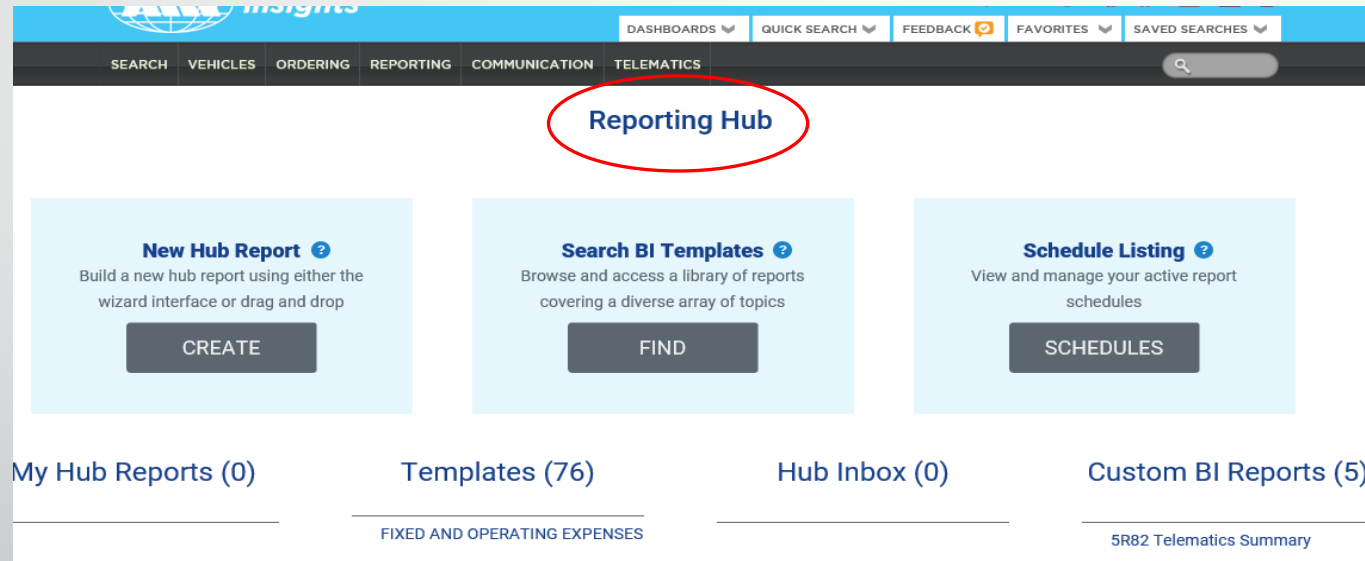 Insights
DASHBOARDS QUICK SEARCH FEEDBACK FAVORITES SAVED SEARCHES
SEARCH VEHICLES ORDERING REPORTING COMMUNICATION TELEMATICS
Reporting Hub
New Hub Report ?
Build a new hub report using either the
wizard interface or drag and drop
CREATE
Search BI Templates ?
Browse and access a library of reports
covering a diverse array of topics
FIND
Schedule Listing ?
View and manage your active report
schedules
SCHEDULES
My Hub Reports (0)
Templates (76)
FIXED AND OPERATING EXPENSES
Hub Inbox (0)
Custom BI Reports (5)
5R82 Telematics Summary